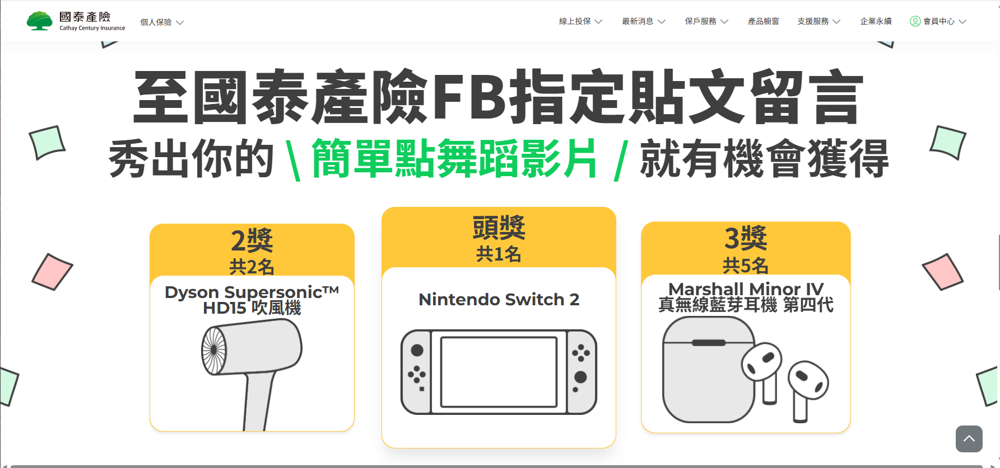 國泰產險
Cathay Century Insurance
個人保險
線上投保
最新消息
保戶服務
產品櫥窗
支援服務
企業永續
會員中心
至國泰產險FB指定貼文留言
秀出你的 \ 簡單點舞蹈影片 / 就有機會獲得
2獎
共2名
Dyson Supersonic™
HD15 吹風機
頭獎
共1名
Nintendo Switch 2
3獎
共5名
Marshall Minor IV
真無線藍芽耳機 第四代